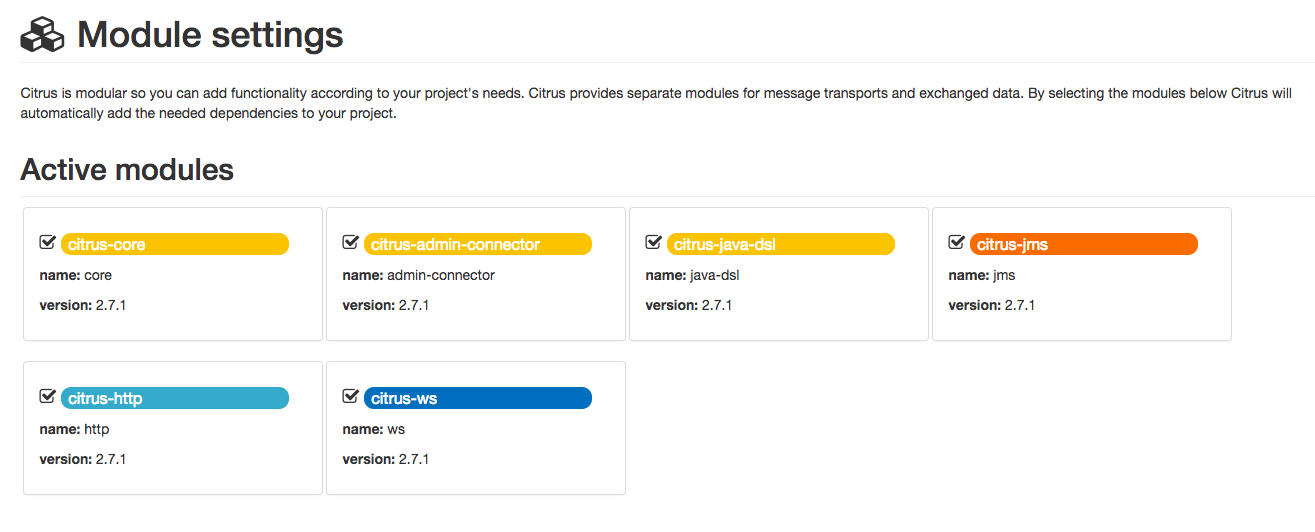 Module settings
Citrus is modular so you can add functionality according to your project's needs. Citrus provides separate modules for message transports and exchanged data. By selecting the modules below Citrus will
automatically add the needed dependencies to your project.
Active modules
citrus-core
name: core
version: 2.7.1
citrus-admin-connector
name: admin-connector
version: 2.7.1
citrus-java-dsl
name: java-dsl
version: 2.7.1
citrus-jms
name: jms
version: 2.7.1
citrus-http
name: http
version: 2.7.1
citrus-ws
name: ws
version: 2.7.1